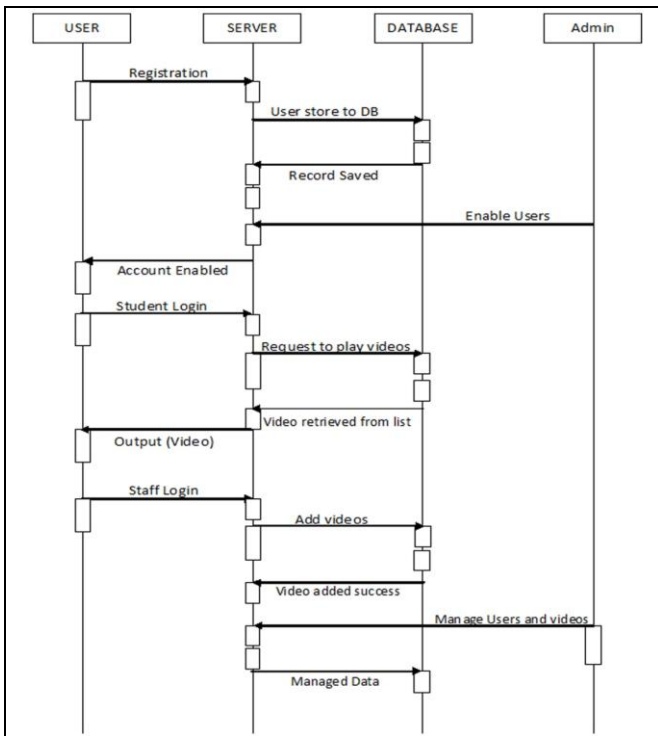 USER
SERVER
DATABASE
Admin
Registration
User store to DB
Record Saved
Enable Users
Account Enabled
Student Login
Request to play videos
Video retrieved from list
Output (Video)
Staff Login
Add videos
Video added success
Manage Users and videos
Managed Data